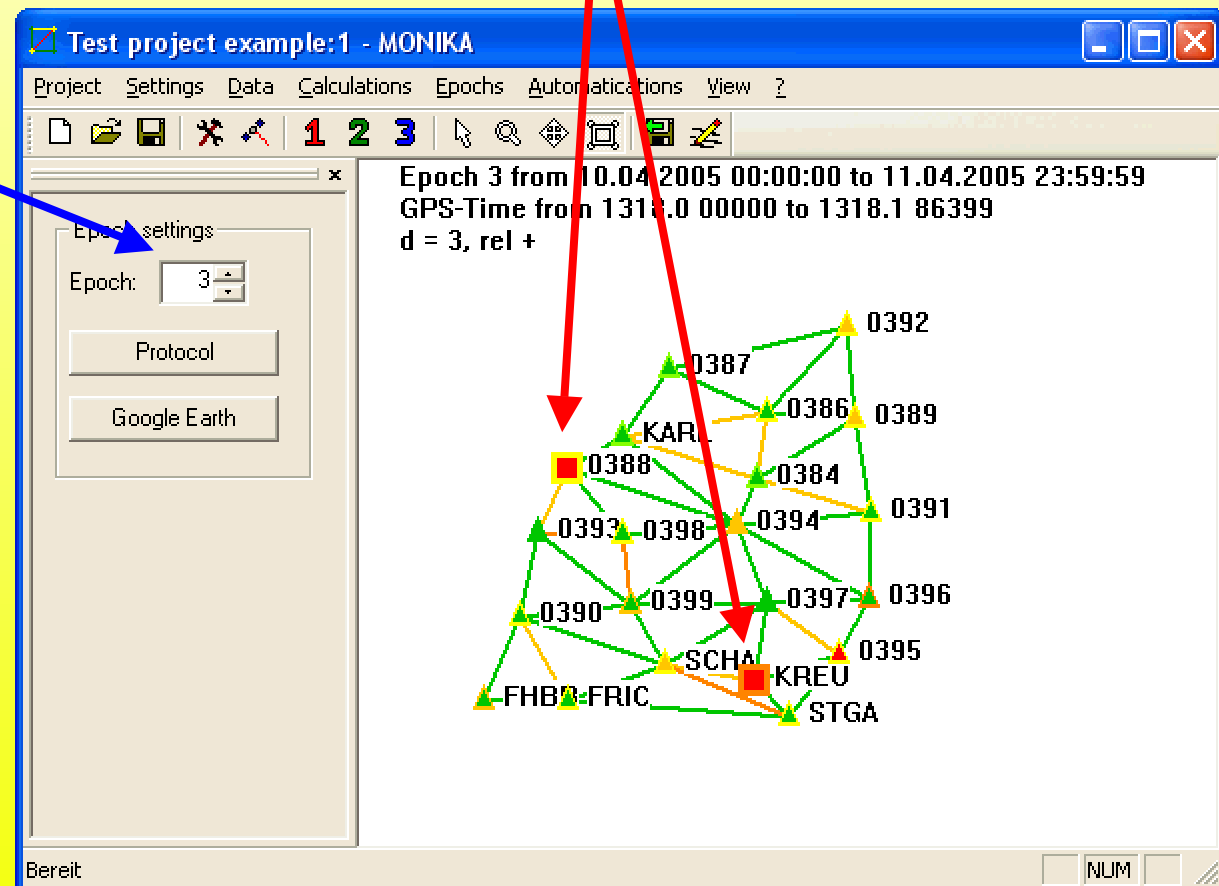 Test project example:1 - MONIKA
Project Settings Data Calculations Epochs Automatications View ?
1 2 3
Epoch settings
Epoch: 3
Protocol
Google Earth
Epoch 3 from 10.04.2005 00:00:00 to 11.04.2005 23:59:59
GPS-Time from 1318.0 00000 to 1318.1 86399
d = 3, rel +
0392
0387
0386
0389
KARL
0388
0384
0391
0393
0398
0394
0390
0399
0397
0396
SCHA
0395
KREU
FHBB
FRIC
STGA
Bereit
NUM